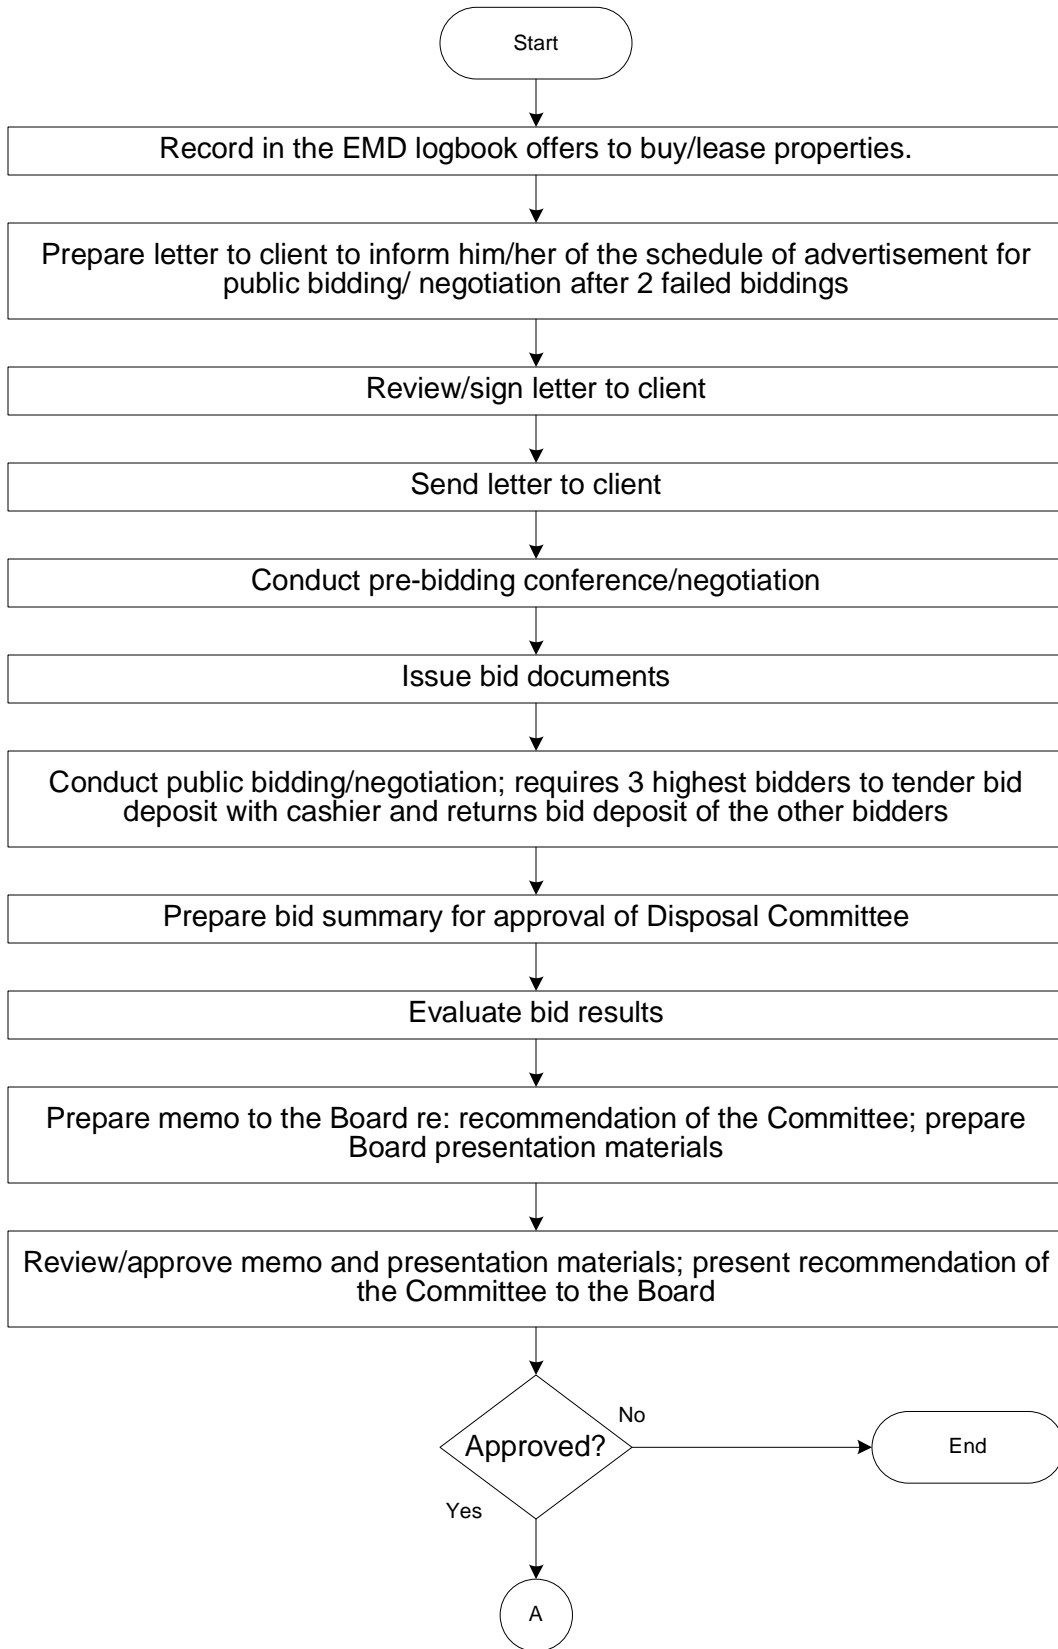 Start
Record in the EMD logbook offers to buy/lease properties.
Prepare letter to client to inform him/her of the schedule of advertisement for
public bidding/ negotiation after 2 failed biddings
Review/sign letter to client
Send letter to client
Conduct pre-bidding conference/negotiation
Issue bid documents
Conduct public bidding/negotiation; requires 3 highest bidders to tender bid
deposit with cashier and returns bid deposit of the other bidders
Prepare bid summary for approval of Disposal Committee
Evaluate bid results
Prepare memo to the Board re: recommendation of the Committee; prepare
Board presentation materials
Review/approve memo and presentation materials; present recommendation of
the Committee to the Board
No
Approved?
End
Yes
A